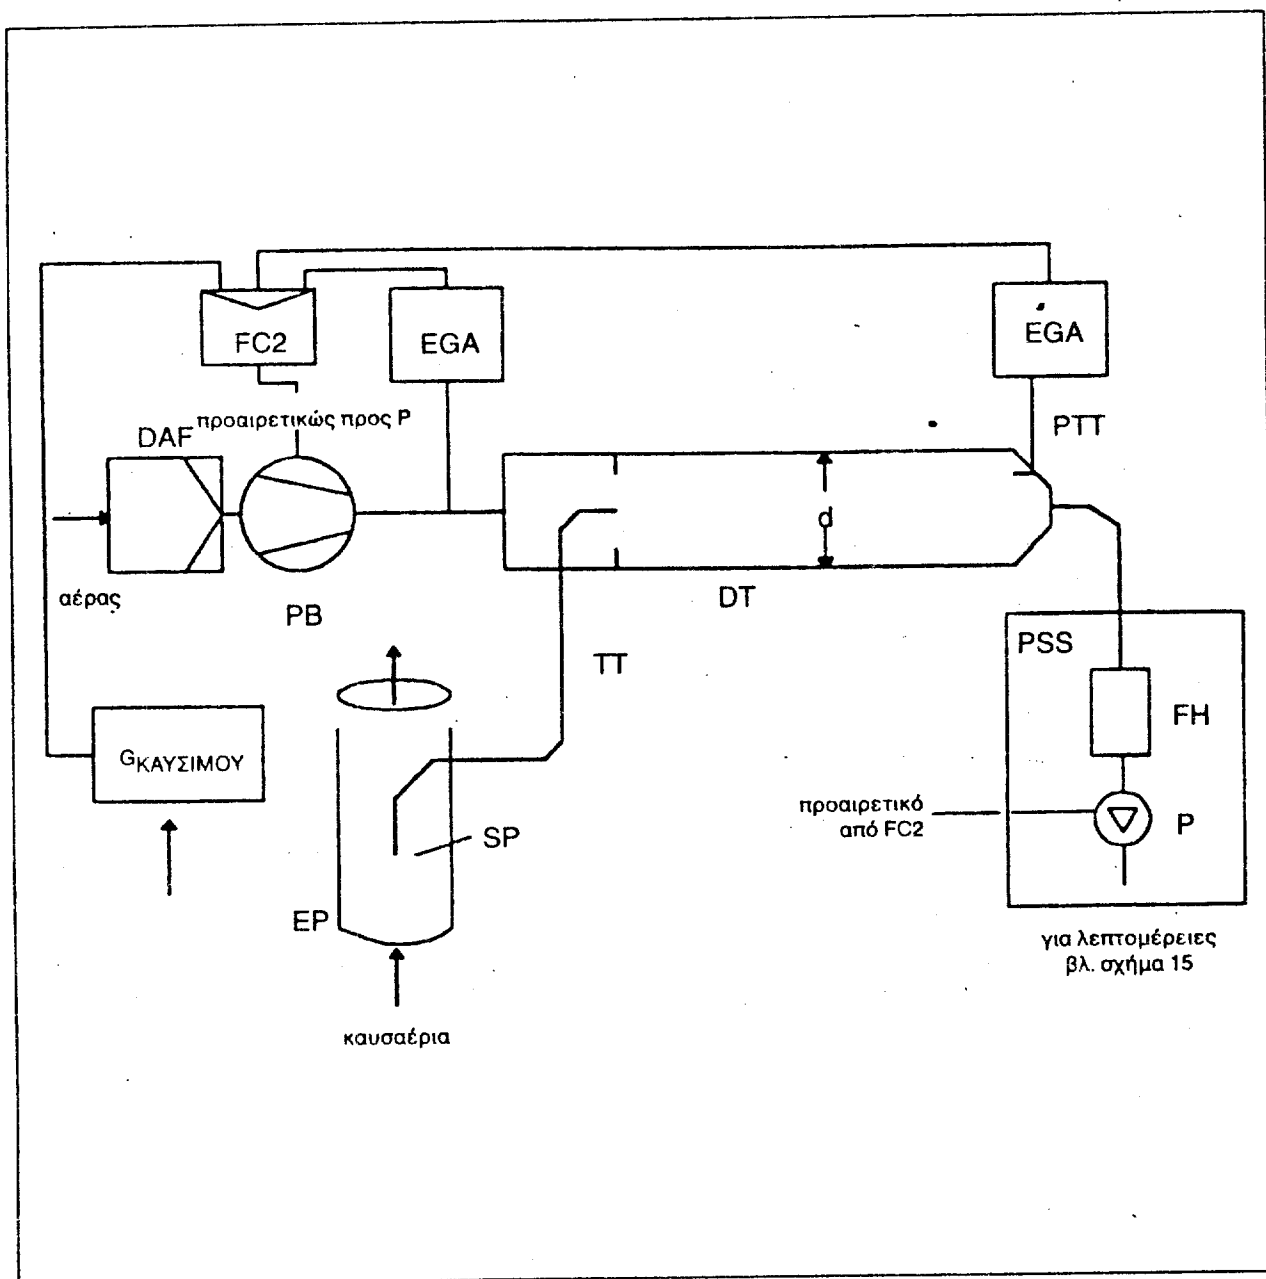 FC2
EGA
EGA
προαιρετικώς προς P
DAF
PTT
d
αέρας
PB
DT
TT
PSS
FH
GΚΑΥΣΙΜΟΥ
SP
προαιρετικό
από FC2
P
EP
για λεπτομέρειες
βλ. σχήμα 15
καυσαέρια